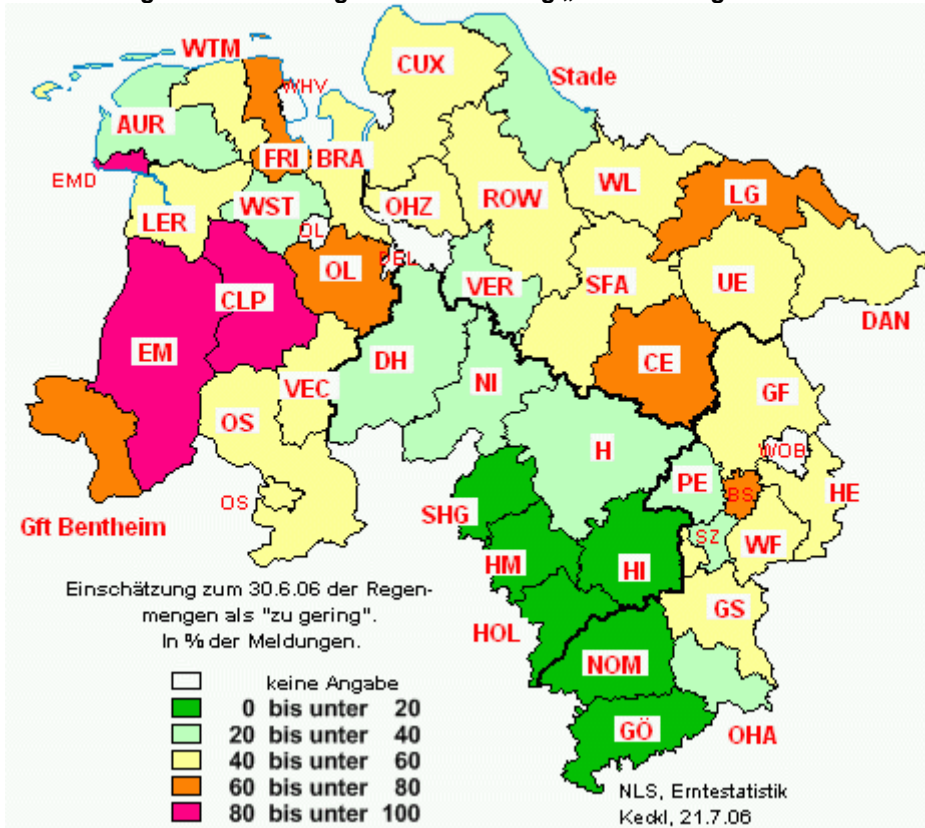 WTM
CUX
WHV
Stade
AUR
EMD
FRI
BRA
LER
WST
OHZ
ROW
WL
LG
OL
OL
DEL
VER
SFA
UE
CLP
DAN
EM
DH
CE
VEC
NI
GF
OS
H
WOB
PE
BS
HE
OS
Gft Bentheim
SHG
SZ
WF
HM
HI
GS
HOL
NOM
GÖ
OHA
Einschätzung zum 30.6.06 der Regen-
mengen als "zu gering".
In % der Meldungen.
keine Angabe
0 bis unter 20
20 bis unter 40
40 bis unter 60
60 bis unter 80
80 bis unter 100
NLS, Erntestatistik
Keckl, 21.7.06